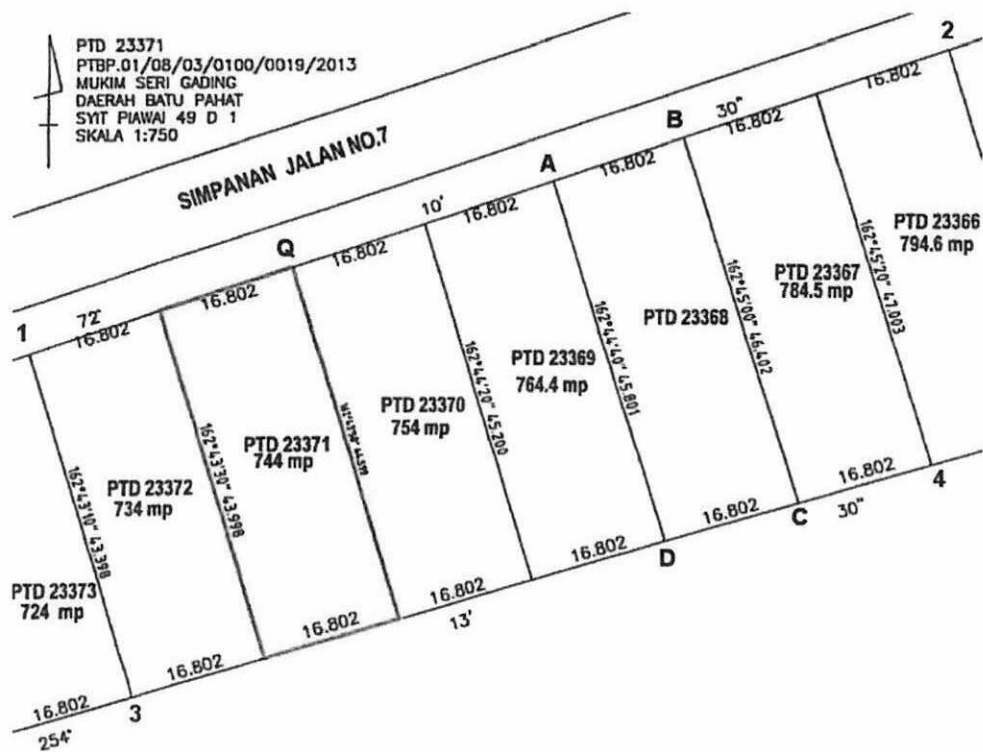 PTD 23371
PTBP.01/08/03/0100/0019/2013
MUKIM SERI GADING
DAERAH BATU PAHAT
SYIT PIAWAI 49 D 1
SKALA 1:750
SIMPANAN JALAN NO.7
2
B
30"
16.802
16.802
A
16.802
10'
16.802
Q
16.802
16.802
1
72'
16.802
PTD 23366
794.6 mp
162°45'20" 47.003
PTD 23367
784.5 mp
162°45'00" 46.402
PTD 23368
162°44'40" 45.801
PTD 23369
764.4 mp
162°44'20" 45.200
PTD 23370
754 mp
PTD 23371
744 mp
162°43'30" 43.998
PTD 23372
734 mp
162°43'10" 43.398
PTD 23373
724 mp
16.802
4
30"
C
16.802
D
16.802
13'
16.802
16.802
3
16.802
254°